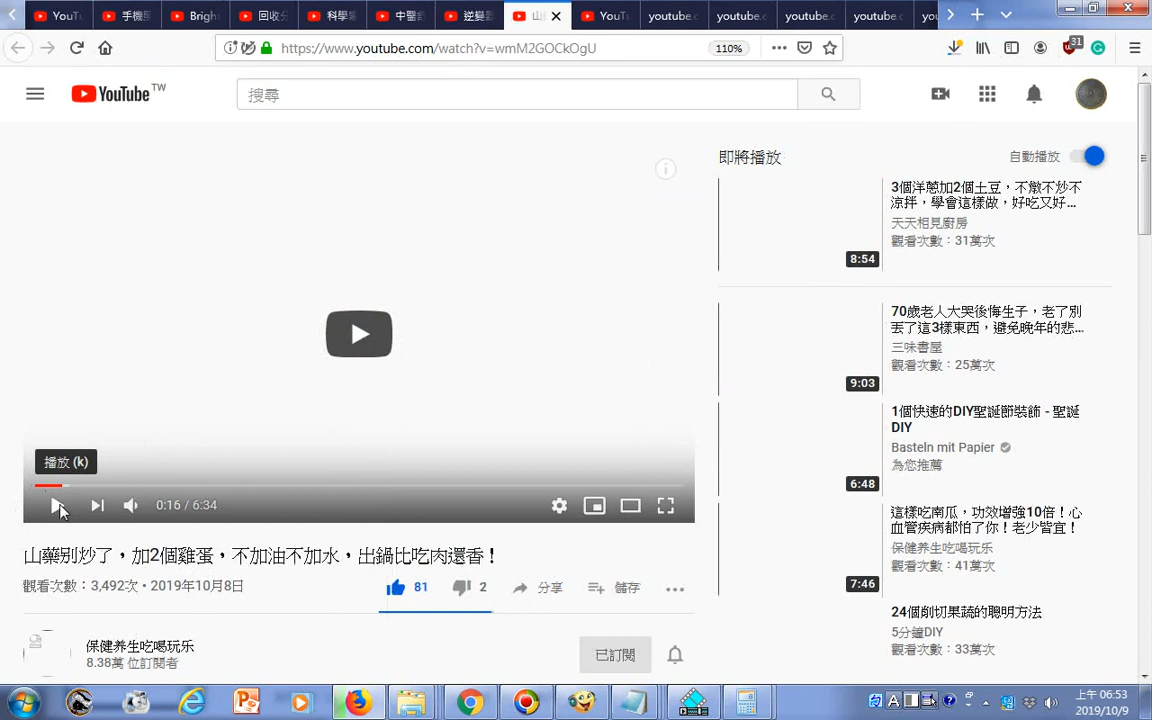 YouT
手機
Brigh
回收
科學
中醫
逆變
山
YouT
youtube.c
youtube.c
youtube.c
youtube.c
https://www.youtube.com/watch?v=wmM2GOCkOgU
110%
31
YouTube TW
搜尋
即將播放
自動播放
3個洋蔥加2個土豆，不燉不炒不
涼拌，學會這樣做，好吃又好...
天天相見廚房
觀看次數：31萬次
8:54
70歲老人大哭後悔生子，老了別
丟了這3樣東西，避免晚年的悲...
三味書屋
觀看次數：25萬次
9:03
1個快速的DIY聖誕節裝飾 - 聖誕
DIY
Basteln mit Papier
為您推薦
6:48
這樣吃南瓜，功效增強10倍！心
血管疾病都怕了你！老少皆宜！
保健养生吃喝玩乐
觀看次數：41萬次
7:46
24個削切果蔬的聰明方法
5分鐘DIY
觀看次數：33萬次
播放 (k)
0:16 / 6:34
山藥別炒了，加2個雞蛋，不加油不加水，出鍋比吃肉還香！
觀看次數：3,492次 • 2019年10月8日
81
2
分享
儲存
保健养生吃喝玩乐
8.38萬 位訂閱者
已訂閱
上午 06:53
2019/10/9